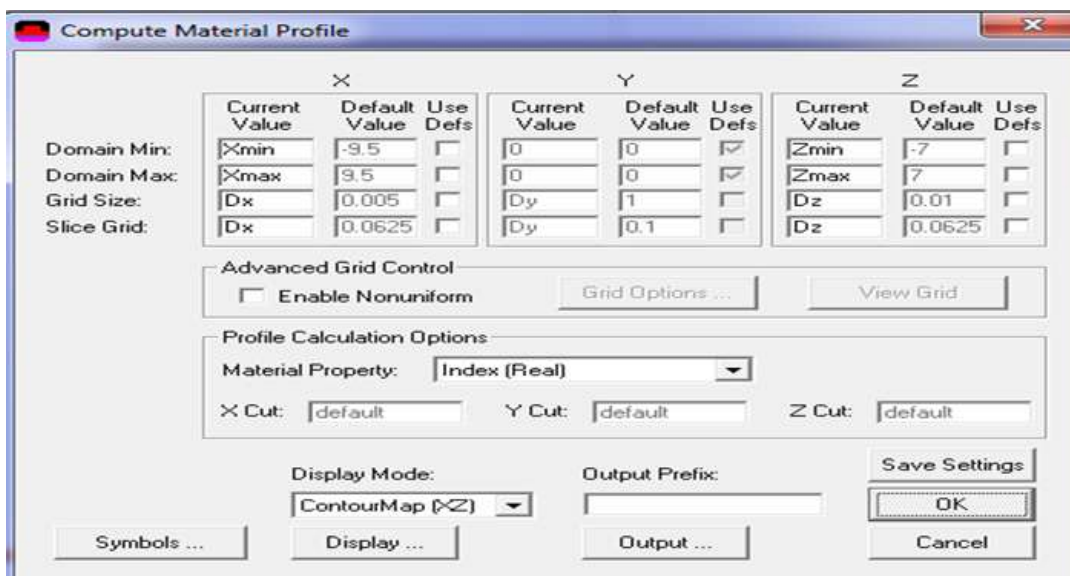 Compute Material Profile
X Y Z
Current Default Use Current Default Use Current Default Use
Value Value Defs Value Value Defs Value Value Defs
Domain Min: Xmin -9.5 0 0 Zmin -7
Domain Max: Xmax 9.5 0 0 Zmax 7
Grid Size: Dx 0.005 Dy 1 Dz 0.01
Slice Grid: Dx 0.0625 Dy 0.1 Dz 0.0625
Advanced Grid Control
Enable Nonuniform Grid Options ... View Grid
Profile Calculation Options
Material Property: Index (Real)
X Cut: default Y Cut: default Z Cut: default
Display Mode: Output Prefix: Save Settings
ContourMap (XZ) OK
Symbols ... Display ... Output ... Cancel